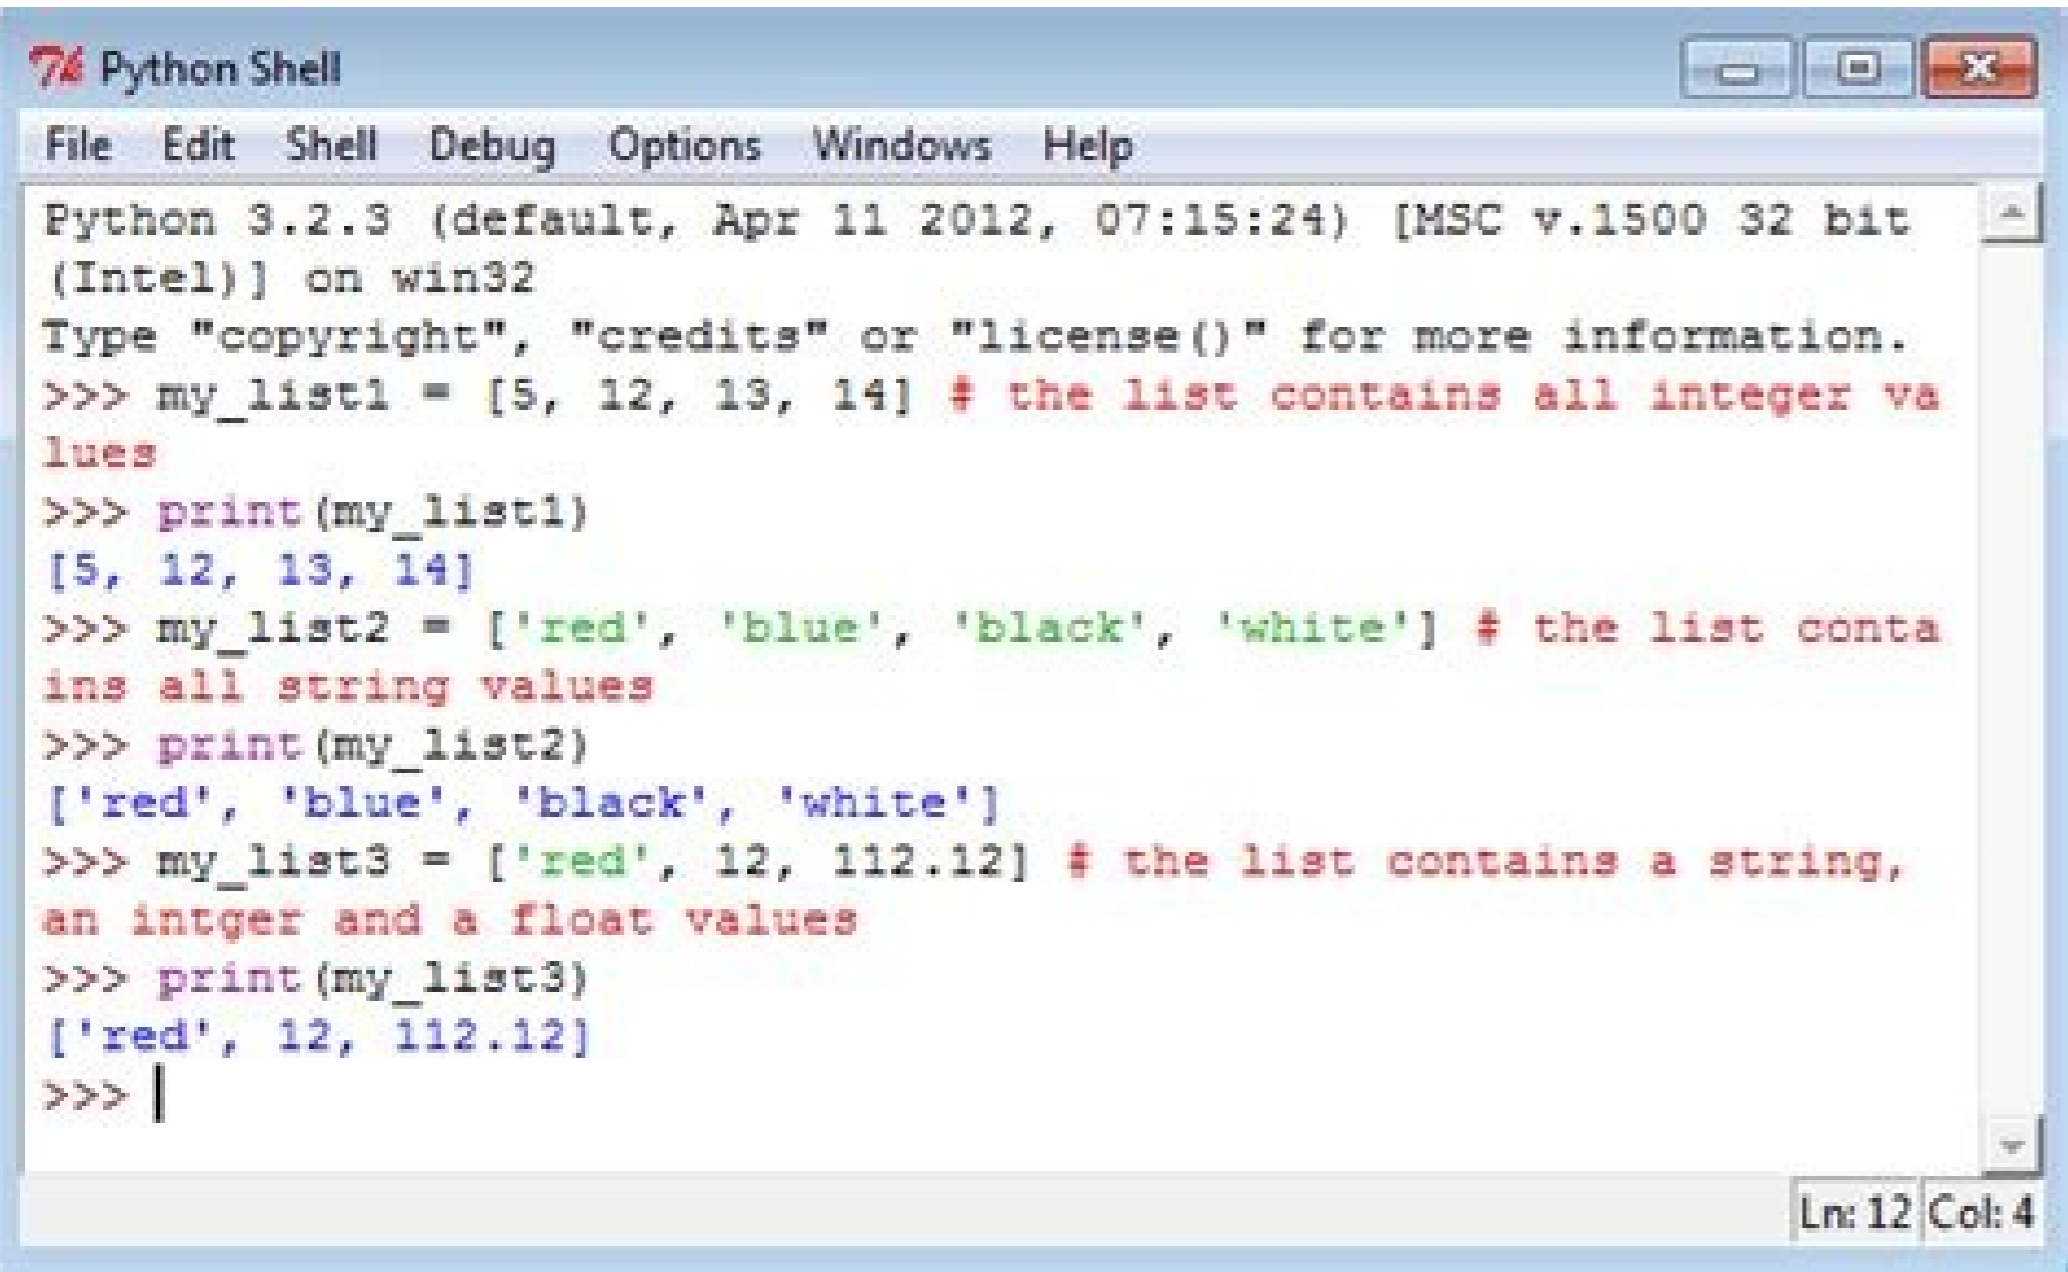 Python Shell
File Edit Shell Debug Options Windows Help
Python 3.2.3 (default, Apr 11 2012, 07:15:24) [MSC v.1500 32 bit
(Intel)] on win32
Type "copyright", "credits" or "license()" for more information.
>>> my_list1 = [5, 12, 13, 14] # the list contains all integer va
lues
>>> print(my_list1)
[5, 12, 13, 14]
>>> my_list2 = ['red', 'blue', 'black', 'white'] # the list conta
ins all string values
>>> print(my_list2)
['red', 'blue', 'black', 'white']
>>> my_list3 = ['red', 12, 112.12] # the list contains a string,
an intger and a float values
>>> print(my_list3)
['red', 12, 112.12]
>>>
Ln: 12 Col: 4